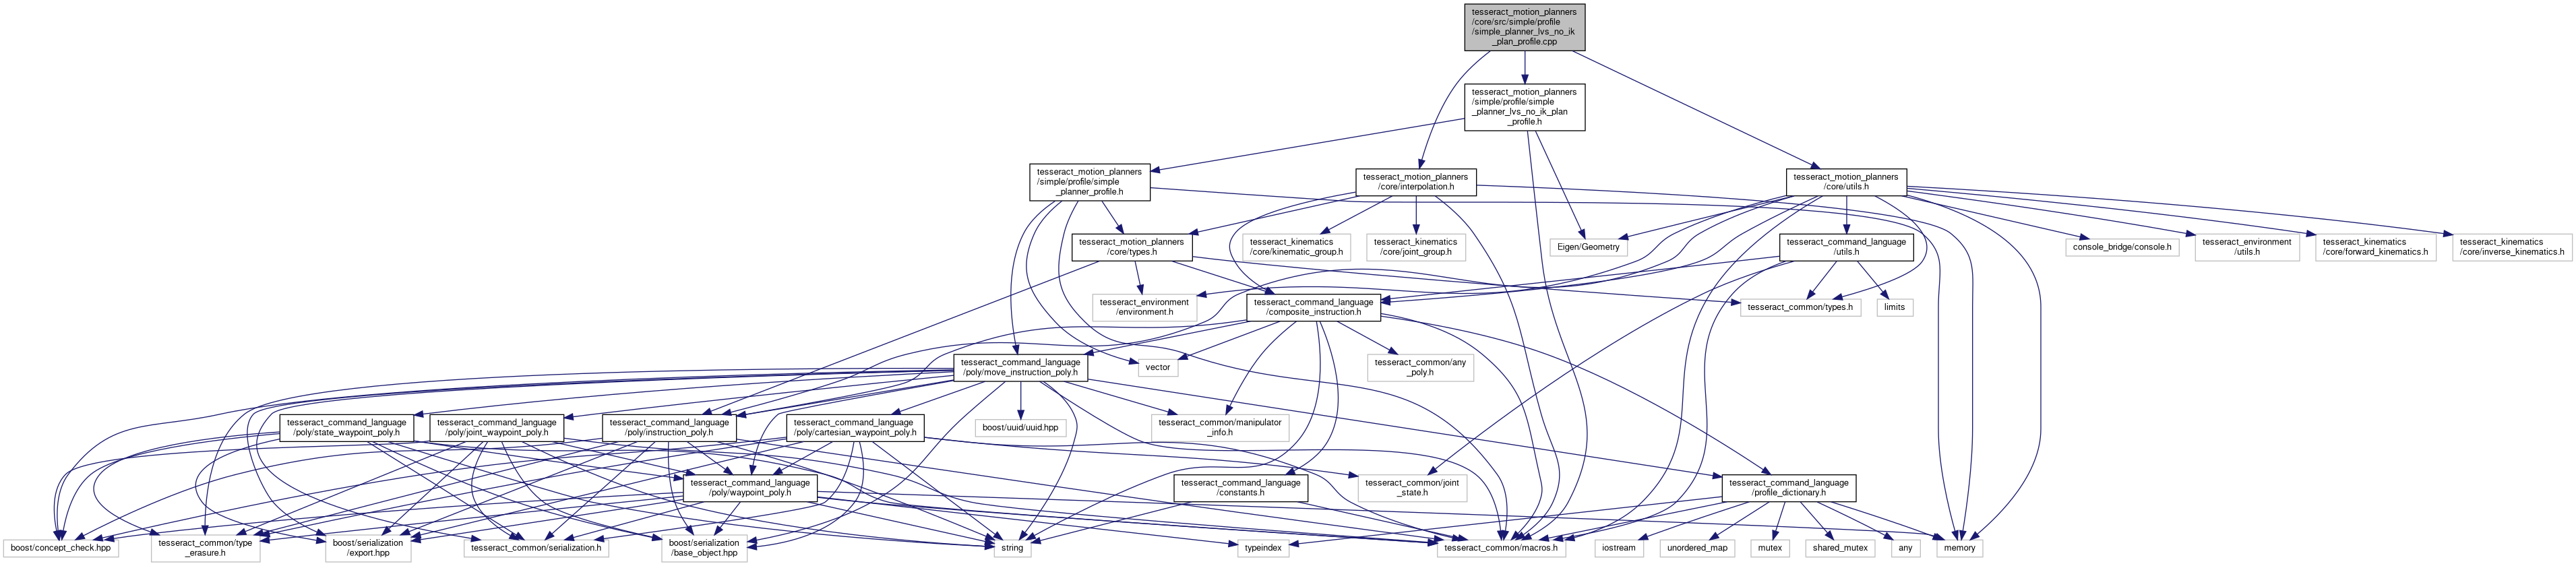 tesseract_motion_planners
/core/src/simple/profile
/simple_planner_lvs_no_ik
_plan_profile.cpp
tesseract_motion_planners
/simple/profile/simple
_planner_lvs_no_ik_plan
_profile.h
tesseract_motion_planners
/simple/profile/simple
_planner_profile.h
tesseract_motion_planners
/core/interpolation.h
tesseract_motion_planners
/core/utils.h
tesseract_motion_planners
/core/types.h
tesseract_kinematics
/core/kinematic_group.h
tesseract_kinematics
/core/joint_group.h
Eigen/Geometry
tesseract_command_language
/utils.h
console_bridge/console.h
tesseract_environment
/utils.h
tesseract_kinematics
/core/forward_kinematics.h
tesseract_kinematics
/core/inverse_kinematics.h
tesseract_environment
/environment.h
tesseract_command_language
/composite_instruction.h
tesseract_common/types.h
limits
tesseract_command_language
/poly/move_instruction_poly.h
vector
tesseract_common/any
_poly.h
tesseract_command_language
/poly/state_waypoint_poly.h
tesseract_command_language
/poly/joint_waypoint_poly.h
tesseract_command_language
/poly/instruction_poly.h
tesseract_command_language
/poly/cartesian_waypoint_poly.h
boost/uuid/uuid.hpp
tesseract_common/manipulator
_info.h
tesseract_command_language
/poly/waypoint_poly.h
tesseract_command_language
/constants.h
tesseract_common/joint
_state.h
tesseract_command_language
/profile_dictionary.h
boost/concept_check.hpp
tesseract_common/type
_erasure.h
boost/serialization
/export.hpp
tesseract_common/serialization.h
boost/serialization
/base_object.hpp
string
typeindex
tesseract_common/macros.h
iostream
unordered_map
mutex
shared_mutex
any
memory